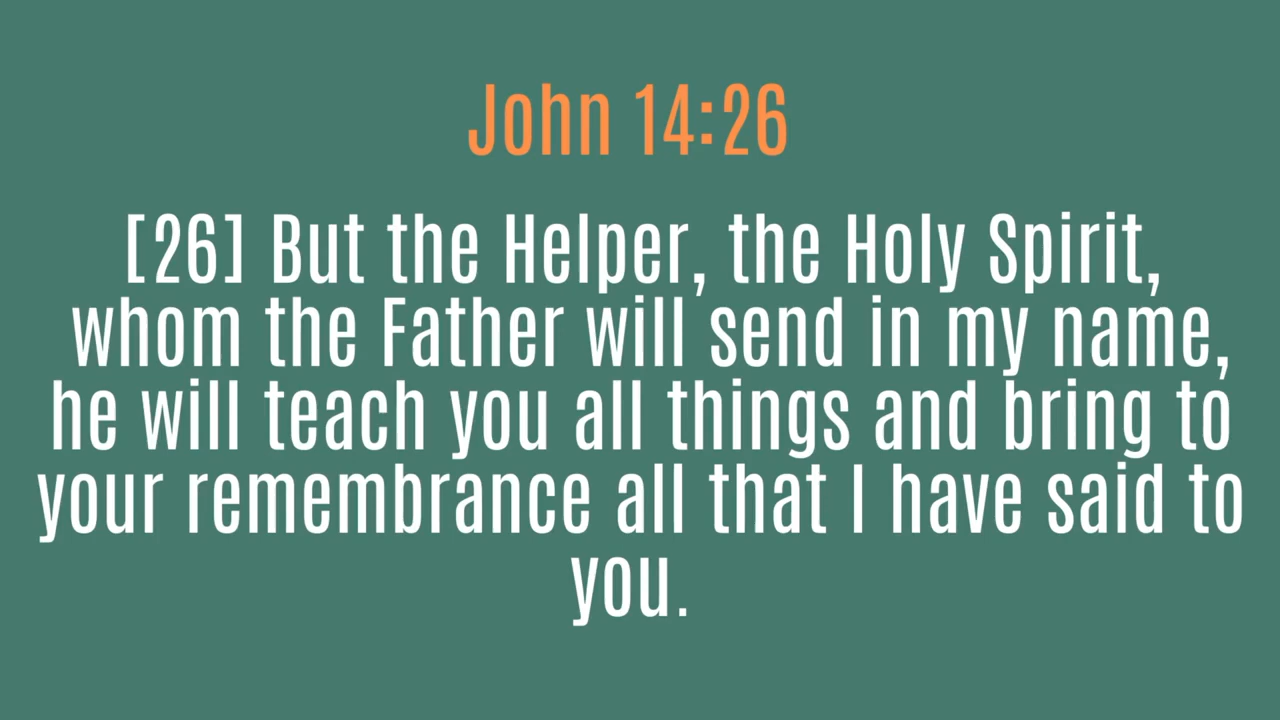 John 14:26
[26] But the Helper, the Holy Spirit,
whom the Father will send in my name,
he will teach you all things and bring to
your remembrance all that I have said to
you.